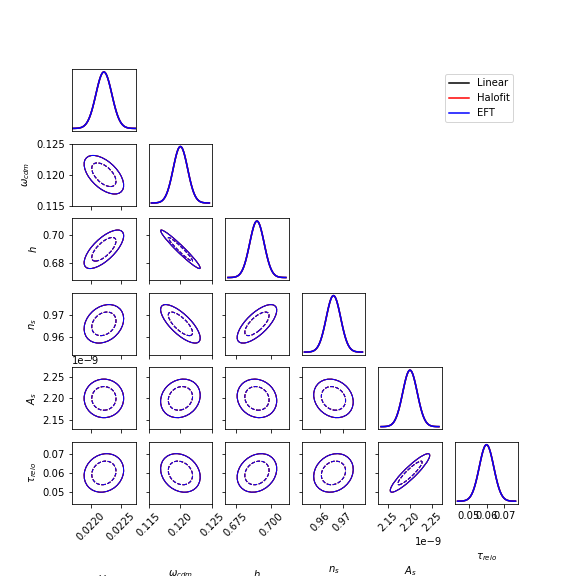 Linear
Halofit
EFT
0.125
0.120
0.115
ω_cdm
0.70
0.68
h
0.97
0.96
n_s
1e−9
2.25
2.20
2.15
A_s
0.07
0.06
0.05
τ_reio
0.0220
0.0225
0.115
0.120
0.125
0.675
0.700
0.96
0.97
2.15
2.20
2.25
1e−9
0.05
0.06
0.07
ω_cdm
h
n_s
A_s
τ_reio